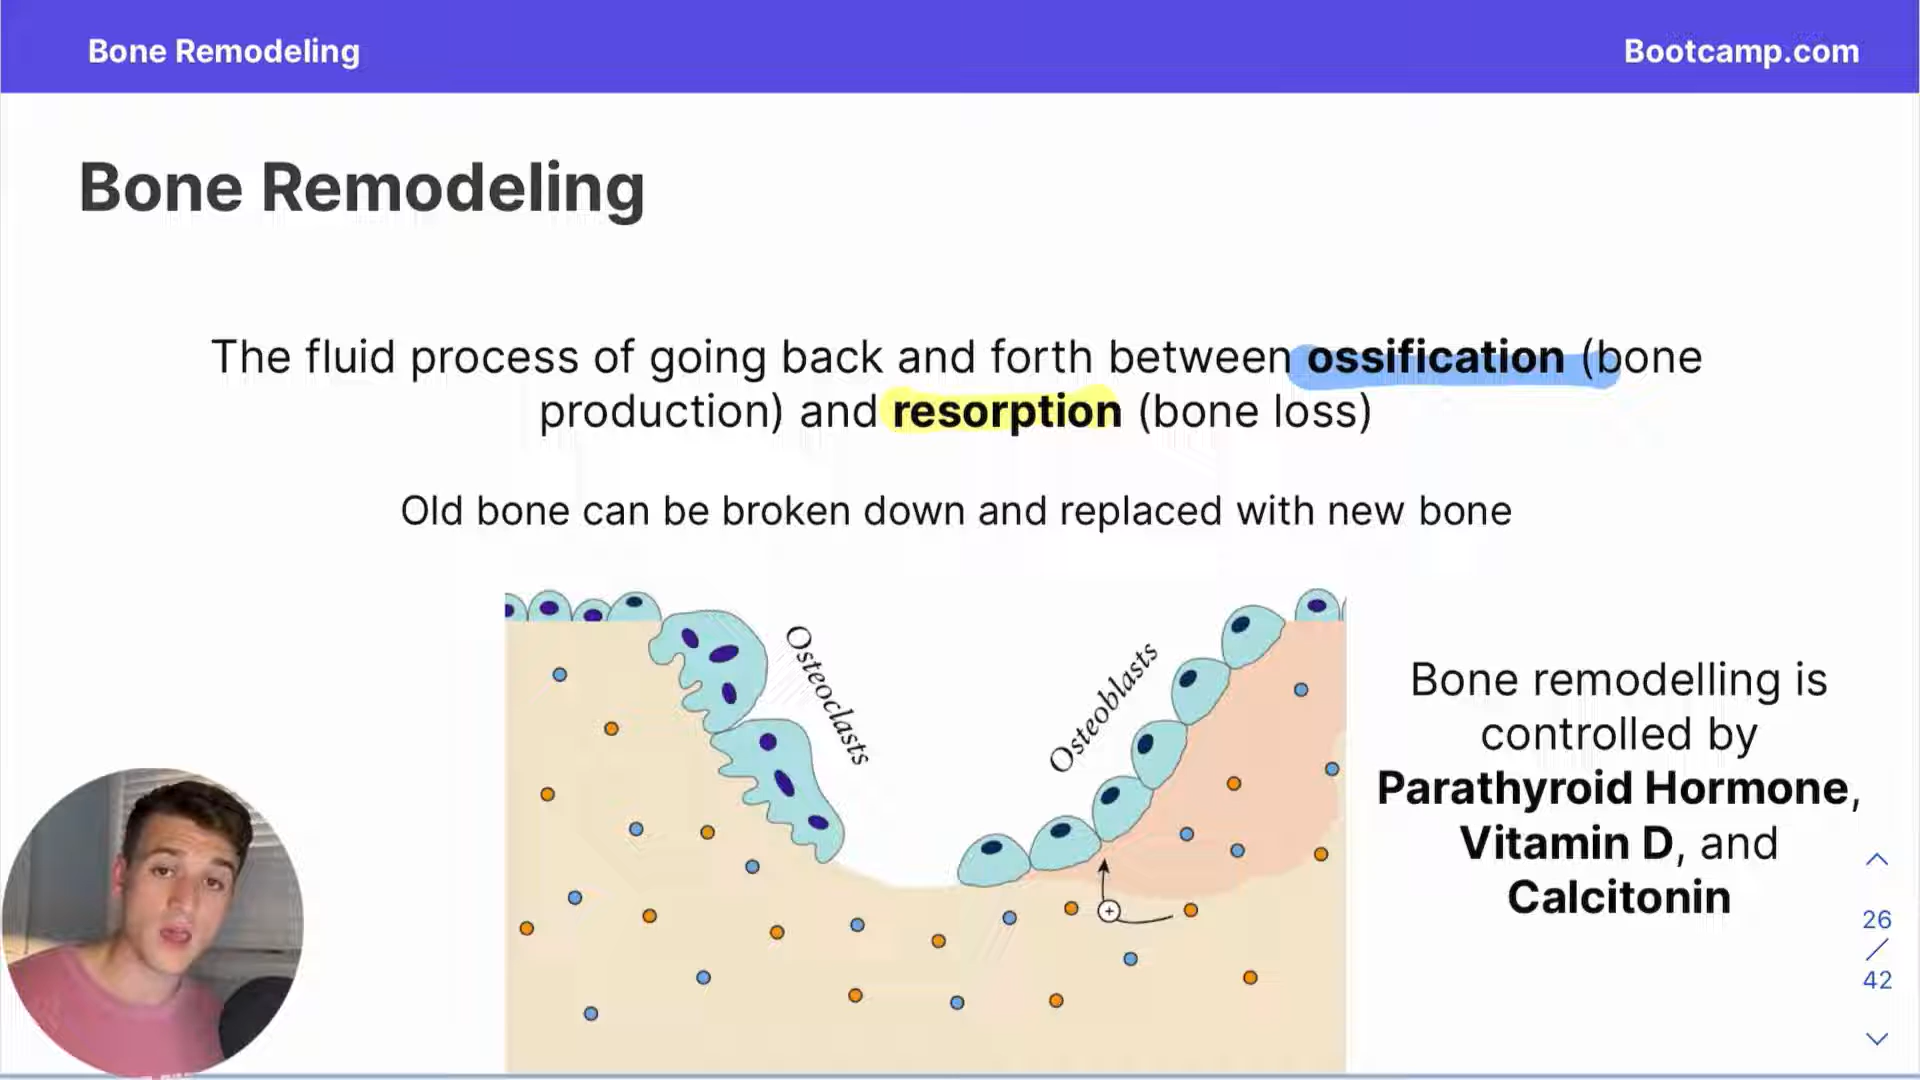 Bone Remodeling
Bootcamp.com
Bone Remodeling
The fluid process of going back and forth between ossification (bone
production) and resorption (bone loss)
Old bone can be broken down and replaced with new bone
Osteoclasts
Osteoblasts
+
Bone remodelling is
controlled by
Parathyroid Hormone,
Vitamin D, and
Calcitonin
26
/
42